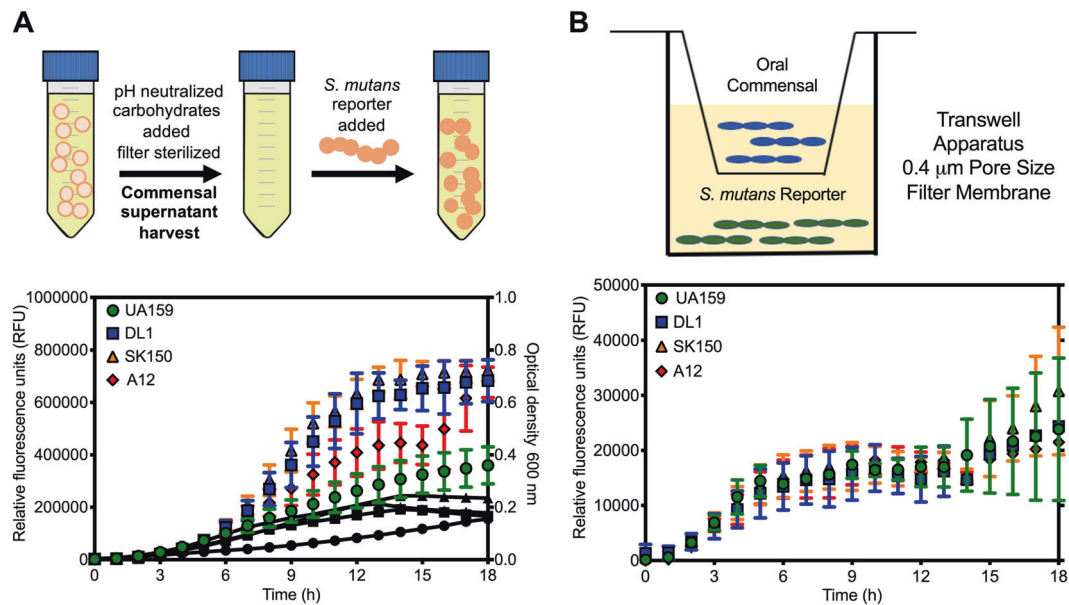 A
pH neutralized
carbohydrates
added
filter sterilized
Commensal
supernatant
harvest
S. mutans
reporter
added
B
Oral
Commensal
S. mutans Reporter
Transwell
Apparatus
0.4 μm Pore Size
Filter Membrane
Relative fluorescence units (RFU)
1000000
800000
600000
400000
200000
0
UA159
DL1
SK150
A12
1.0
0.8
0.6
0.4
0.2
0.0
Optical density 600 nm
0 3 6 9 12 15 18
Time (h)
Relative fluorescence units (RFU)
50000
40000
30000
20000
10000
0
UA159
DL1
SK150
A12
0 3 6 9 12 15 18
Time (h)